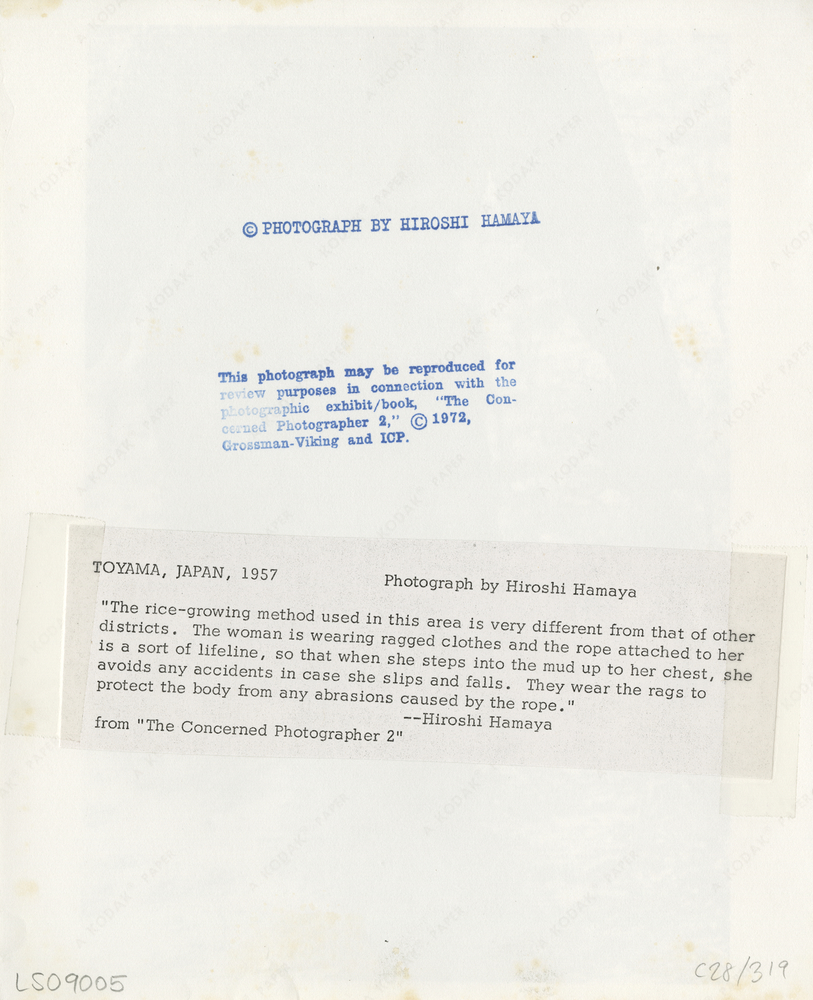 © PHOTOGRAPH BY HIROSHI HAMAYA
This photograph may be reproduced for
review purposes in connection with the
photographic exhibit/book, "The Con-
cerned Photographer 2," © 1972,
Grossman-Viking and ICP.
TOYAMA, JAPAN, 1957 Photograph by Hiroshi Hamaya
"The rice-growing method used in this area is very different from that of other
districts. The woman is wearing ragged clothes and the rope attached to her
is a sort of lifeline, so that when she steps into the mud up to her chest, she
avoids any accidents in case she slips and falls. They wear the rags to
protect the body from any abrasions caused by the rope."
--Hiroshi Hamaya
from "The Concerned Photographer 2"
LS09005
C28/319
A KODAK PAPER